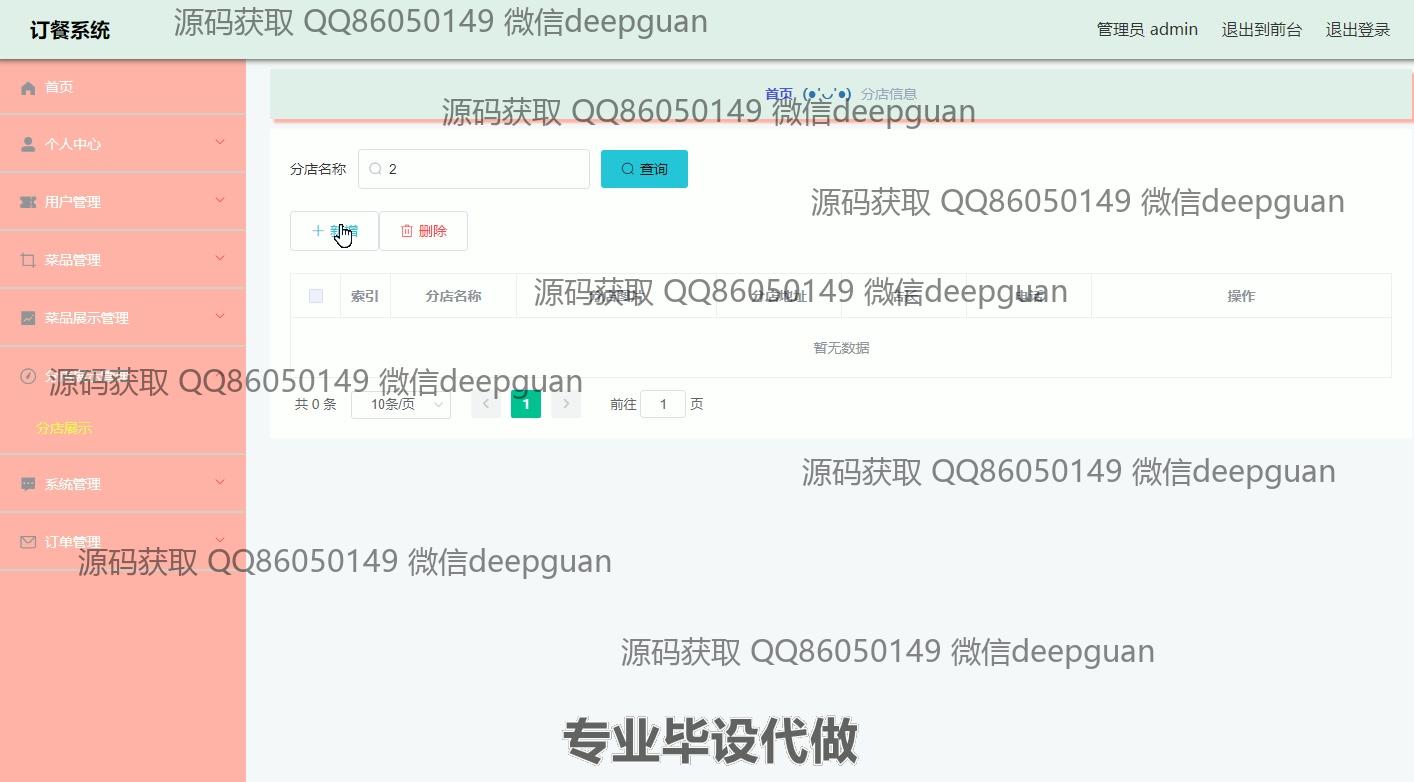 订餐系统
源码获取 QQ86050149 微信deepguan
管理员 admin
退出到前台
退出登录
首页
首页 (●'◡'●) 分店信息
源码获取 QQ86050149 微信deepguan
个人中心
分店名称
2
查询
用户管理
源码获取 QQ86050149 微信deepguan
新增
删除
菜品管理
索引
分店名称
分店图片
分店地址
操作
源码获取 QQ86050149 微信deepguan
菜品展示管理
暂无数据
源码获取 QQ86050149 微信deepguan
共 0 条
10条/页
1
前往 1 页
分店展示
源码获取 QQ86050149 微信deepguan
系统管理
订单管理
源码获取 QQ86050149 微信deepguan
源码获取 QQ86050149 微信deepguan
专业毕设代做